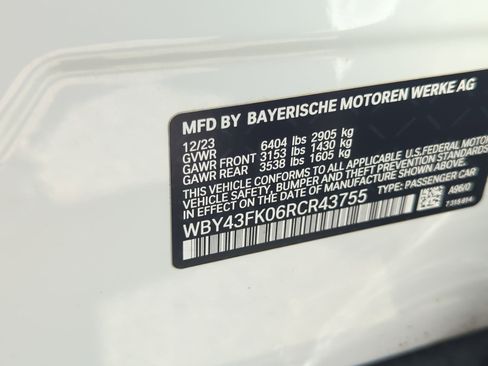 MFD BY BAYERISCHE MOTOREN WERKE AG
12/23
GVWR 6404 lbs 2905 kg
GAWR FRONT 3153 lbs 1430 kg
GAWR REAR 3538 lbs 1605 kg
THIS VEHICLE CONFORMS TO ALL APPLICABLE U.S. FEDERAL MOTOR
VEHICLE SAFETY, BUMPER AND THEFT PREVENTION STANDARDS IN
EFFECT ON THE DATE OF MANUFACTURE SHOWN ABOVE.
WBY43FK06RCR43755 TYPE: PASSENGER CAR
A96/0
7315914